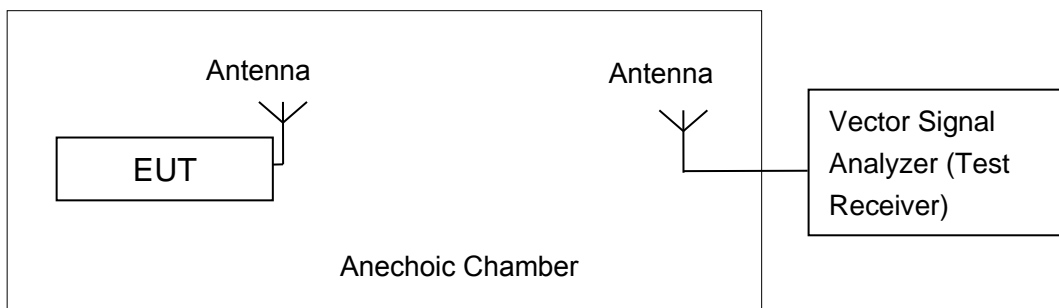 Antenna
Antenna
EUT
Vector Signal
Analyzer (Test
Receiver)
Anechoic Chamber